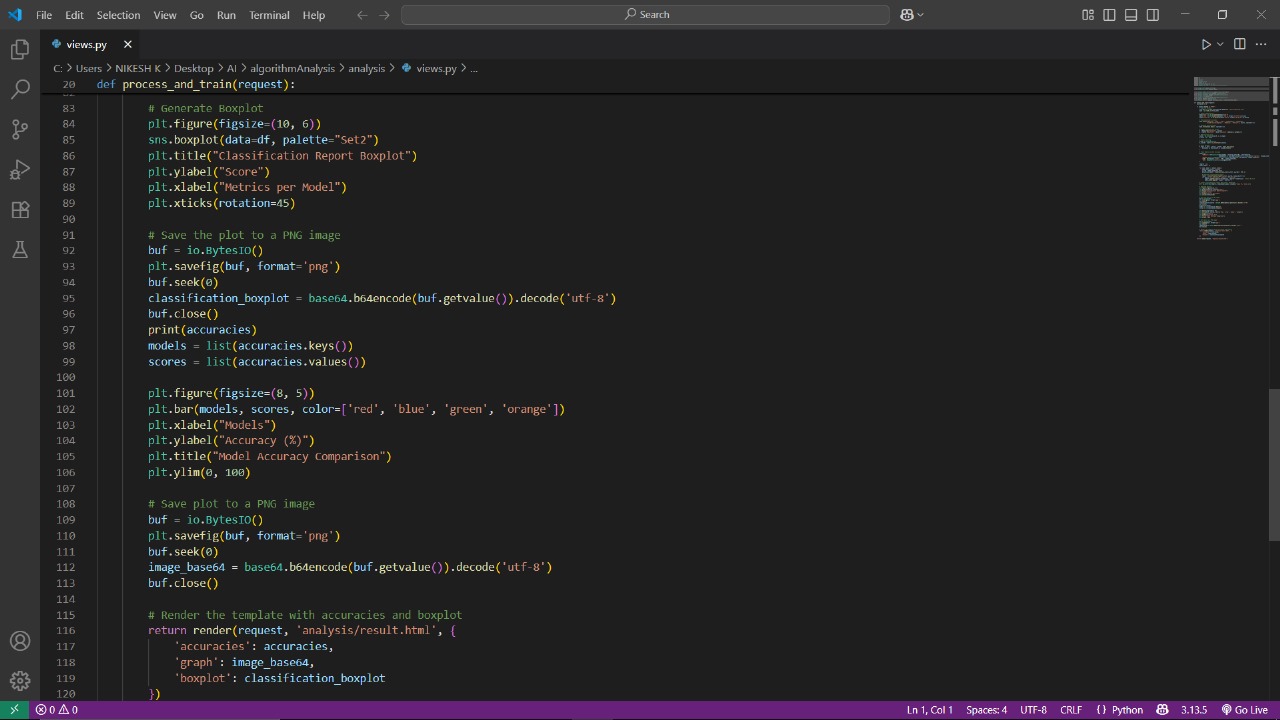 File Edit Selection View Go Run Terminal Help Search
views.py
C: > Users > NIKESH K > Desktop > AI > algorithmAnalysis > analysis > views.py > ...
20 def process_and_train(request):
83 # Generate Boxplot
84 plt.figure(figsize=(10, 6))
85 sns.boxplot(data=df, palette="Set2")
86 plt.title("Classification Report Boxplot")
87 plt.ylabel("Score")
88 plt.xlabel("Metrics per Model")
89 plt.xticks(rotation=45)
90
91 # Save the plot to a PNG image
92 buf = io.BytesIO()
93 plt.savefig(buf, format='png')
94 buf.seek(0)
95 classification_boxplot = base64.b64encode(buf.getvalue()).decode('utf-8')
96 buf.close()
97 print(accuracies)
98 models = list(accuracies.keys())
99 scores = list(accuracies.values())
100
101 plt.figure(figsize=(8, 5))
102 plt.bar(models, scores, color=['red', 'blue', 'green', 'orange'])
103 plt.xlabel("Models")
104 plt.ylabel("Accuracy (%)")
105 plt.title("Model Accuracy Comparison")
106 plt.ylim(0, 100)
107
108 # Save plot to a PNG image
109 buf = io.BytesIO()
110 plt.savefig(buf, format='png')
111 buf.seek(0)
112 image_base64 = base64.b64encode(buf.getvalue()).decode('utf-8')
113 buf.close()
114
115 # Render the template with accuracies and boxplot
116 return render(request, 'analysis/result.html', {
117 'accuracies': accuracies,
118 'graph': image_base64,
119 'boxplot': classification_boxplot
120 })
0 0 Ln 1, Col 1 Spaces: 4 UTF-8 CRLF {} Python 3.13.5 Go Live